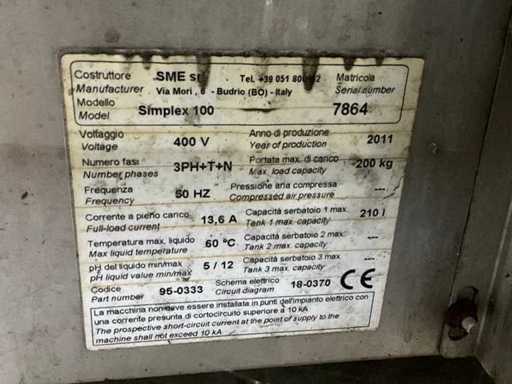 Costruttore SME srl Tel. +39 051 800 Matricola
Manufacturer Via Mori, 6 - Budrio (BO) - Italy Serial number
Modello Simplex 100 7864
Model
Voltaggio 400 V Anno di produzione 2011
Voltage Year of production
Numero fasi 3PH+T+N Portata max. di carico 200 kg
Number phases Max. load capacity
Frequenza 50 HZ Pressione aria compressa ---
Frequency Compressed air pressure
Corrente a pieno carico 13,6 A Capacità serbatoio 1 max. 210 l
Full-load current Tank 1 max. capacity
Temperatura max. liquido 60 °C Capacità serbatoio 2 max. ---
Max liquid temperature Tank 2 max. capacity
pH del liquido min/max 5 / 12 Capacità serbatoio 3 max. ---
pH liquid value min/max Tank 3 max. capacity
Codice 95-0333 Schema elettrico 18-0370 CE
Part number Circuit diagram
La macchina non deve essere installata in punti dell'impianto elettrico con
una corrente presunta di cortocircuito superiore a 10 kA
The prospective short-circuit current at the point of supply to the
machine shall not exceed 10 kA